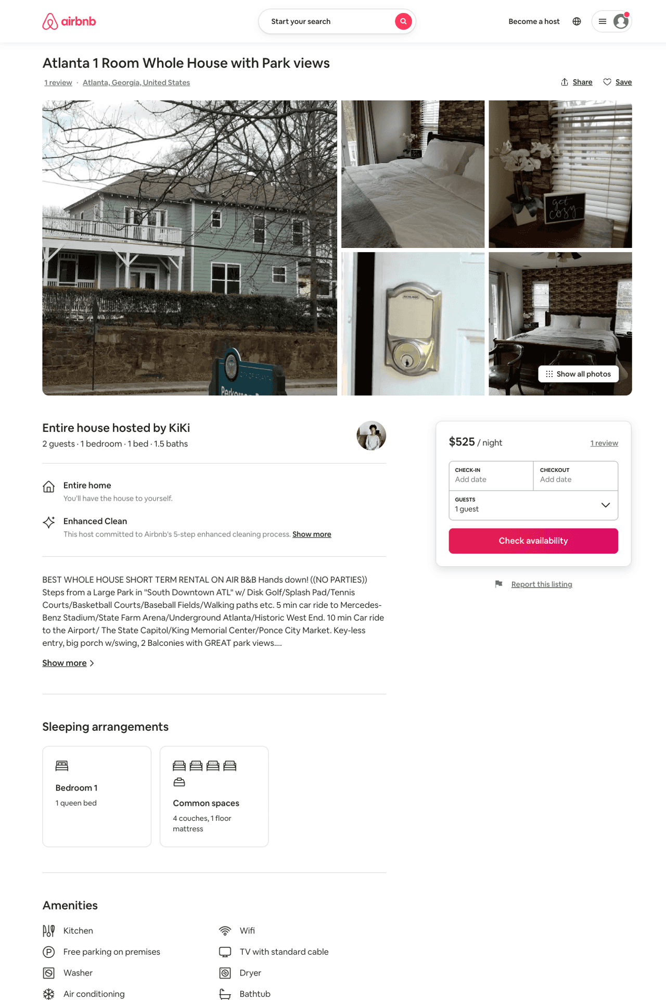 airbnb
Start your search
Become a host
Atlanta 1 Room Whole House with Park views
1 review · Atlanta, Georgia, United States
Share
Save
get
cosy
SCHLAGE
CITY OF ATLANTA
Show all photos
Entire house hosted by KiKi
2 guests · 1 bedroom · 1 bed · 1.5 baths
$525 / night
1 review
CHECK-IN
Add date
CHECKOUT
Add date
GUESTS
1 guest
Check availability
Report this listing
Entire home
You'll have the house to yourself.
Enhanced Clean
This host committed to Airbnb's 5-step enhanced cleaning process. Show more
BEST WHOLE HOUSE SHORT TERM RENTAL ON AIR B&B Hands down! ((NO PARTIES))
Steps from a Large Park in "South Downtown ATL" w/ Disk Golf/Splash Pad/Tennis
Courts/Basketball Courts/Baseball Fields/Walking paths etc. 5 min car ride to Mercedes-
Benz Stadium/State Farm Arena/Underground Atlanta/Historic West End. 10 min Car ride
to the Airport/ The State Capitol/King Memorial Center/Ponce City Market. Key-less
entry, big porch w/swing, 2 Balconies with GREAT park views....
Show more
Sleeping arrangements
Bedroom 1
1 queen bed
Common spaces
4 couches, 1 floor
mattress
Amenities
Kitchen
Wifi
Free parking on premises
TV with standard cable
Washer
Dryer
Air conditioning
Bathtub